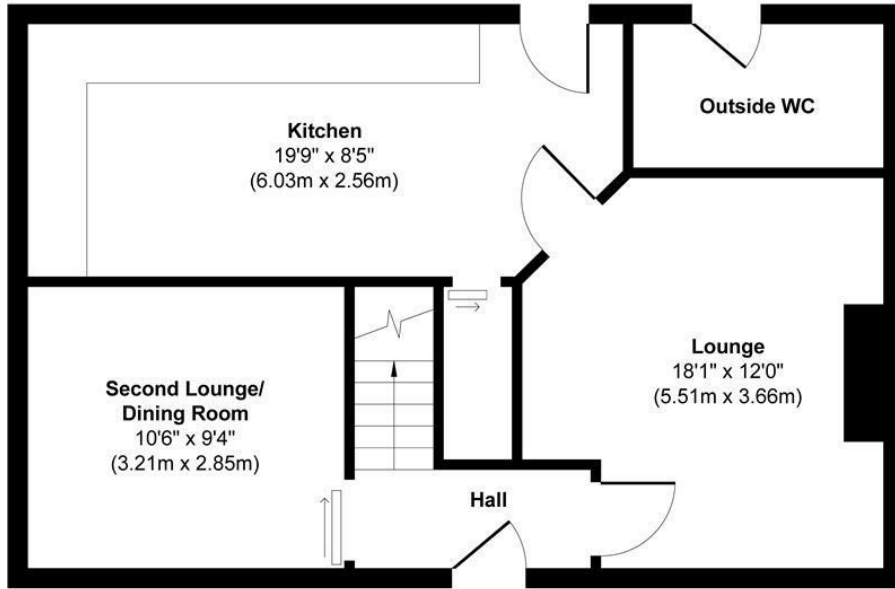 Kitchen
19'9" x 8'5"
(6.03m x 2.56m)
Outside WC
Lounge
18'1" x 12'0"
(5.51m x 3.66m)
Second Lounge/
Dining Room
10'6" x 9'4"
(3.21m x 2.85m)
Hall